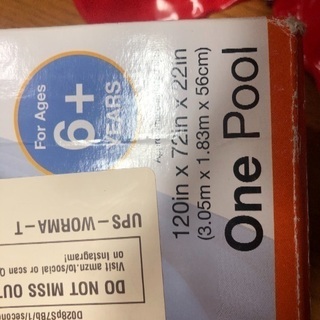 For Ages
6+
YEARS
120in x 72in x 22in
(3.05m x 1.83m x 56cm)
One Pool
UPS-WORMA-T
DO NOT MISS OUT
Visit amzn.to/social or scan Q
on Instagram!